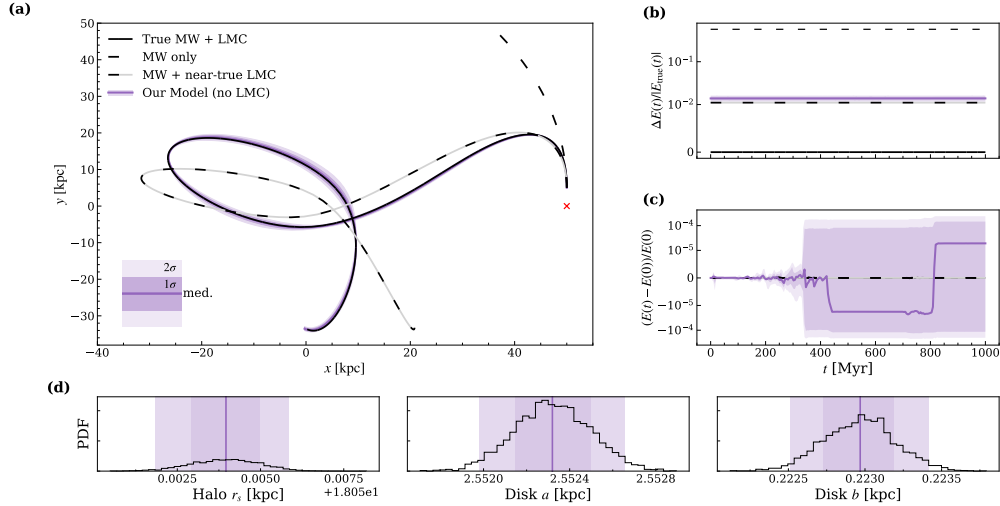 (a)
50
40
30
20
10
0
−10
−20
−30
−40
−20
0
20
40
x [kpc]
y [kpc]
True MW + LMC
MW only
MW + near-true LMC
Our Model (no LMC)
2σ
1σ
med.
(b)
10⁻¹
10⁻²
0
ΔE(t)/|E_true(t)|
(c)
10⁻⁴
10⁻⁵
0
−10⁻⁵
−10⁻⁴
(E(t) − E(0))/E(0)
0
200
400
600
800
1000
t [Myr]
(d)
PDF
0.0025
0.0050
0.0075
+1.805e1
Halo r_s [kpc]
2.5520
2.5524
2.5528
Disk a [kpc]
0.2225
0.2230
0.2235
Disk b [kpc]